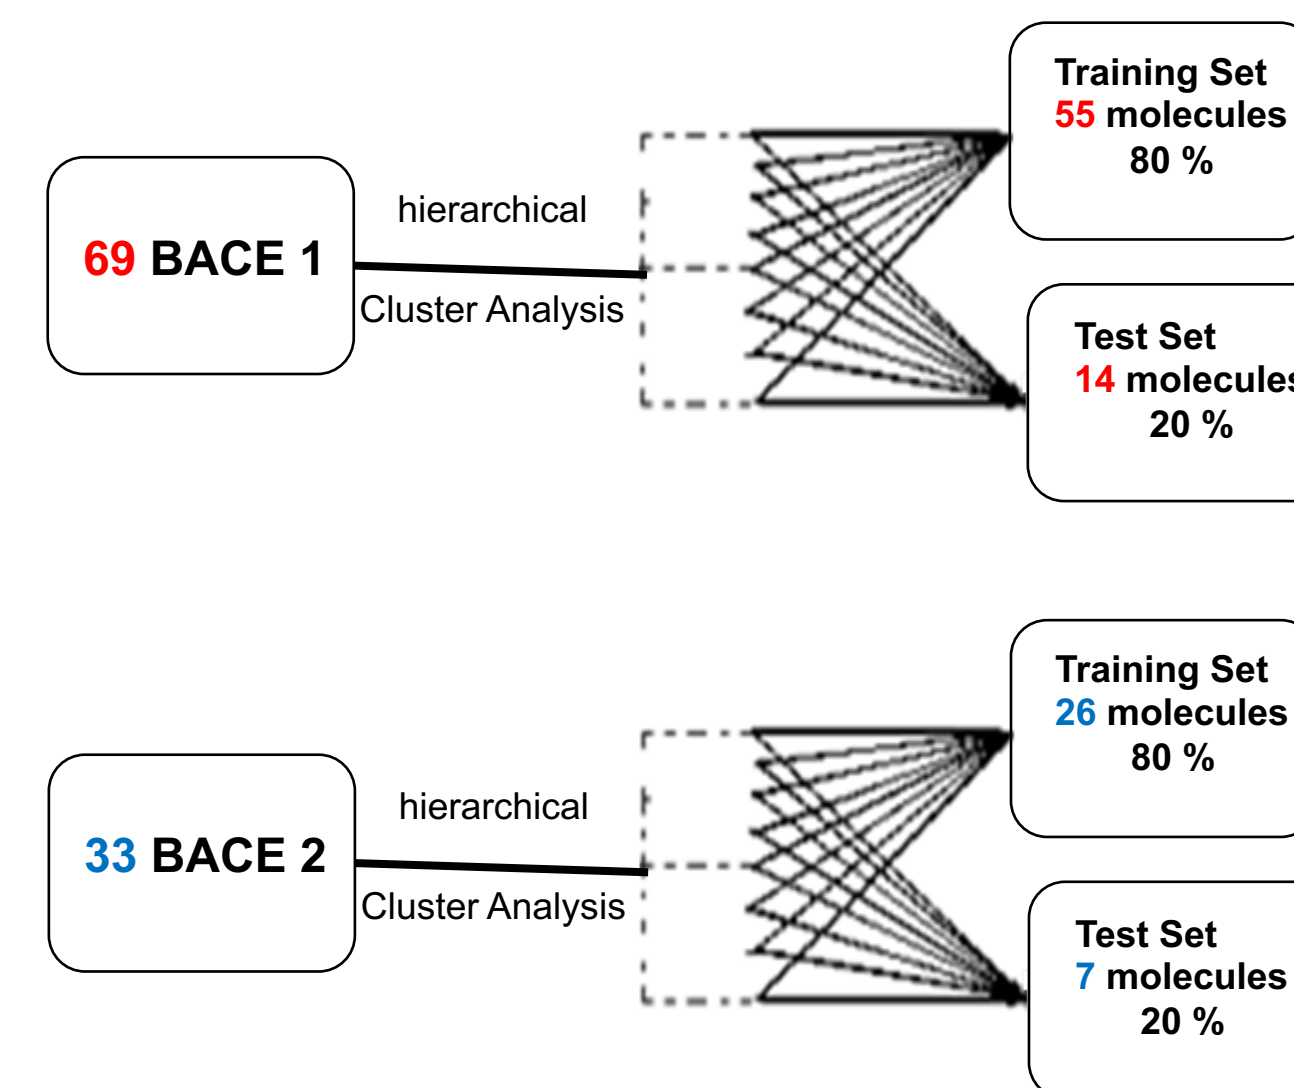 69 BACE 1
hierarchical
Cluster Analysis
Training Set
55 molecules
80 %
Test Set
14 molecules
20 %
33 BACE 2
hierarchical
Cluster Analysis
Training Set
26 molecules
80 %
Test Set
7 molecules
20 %